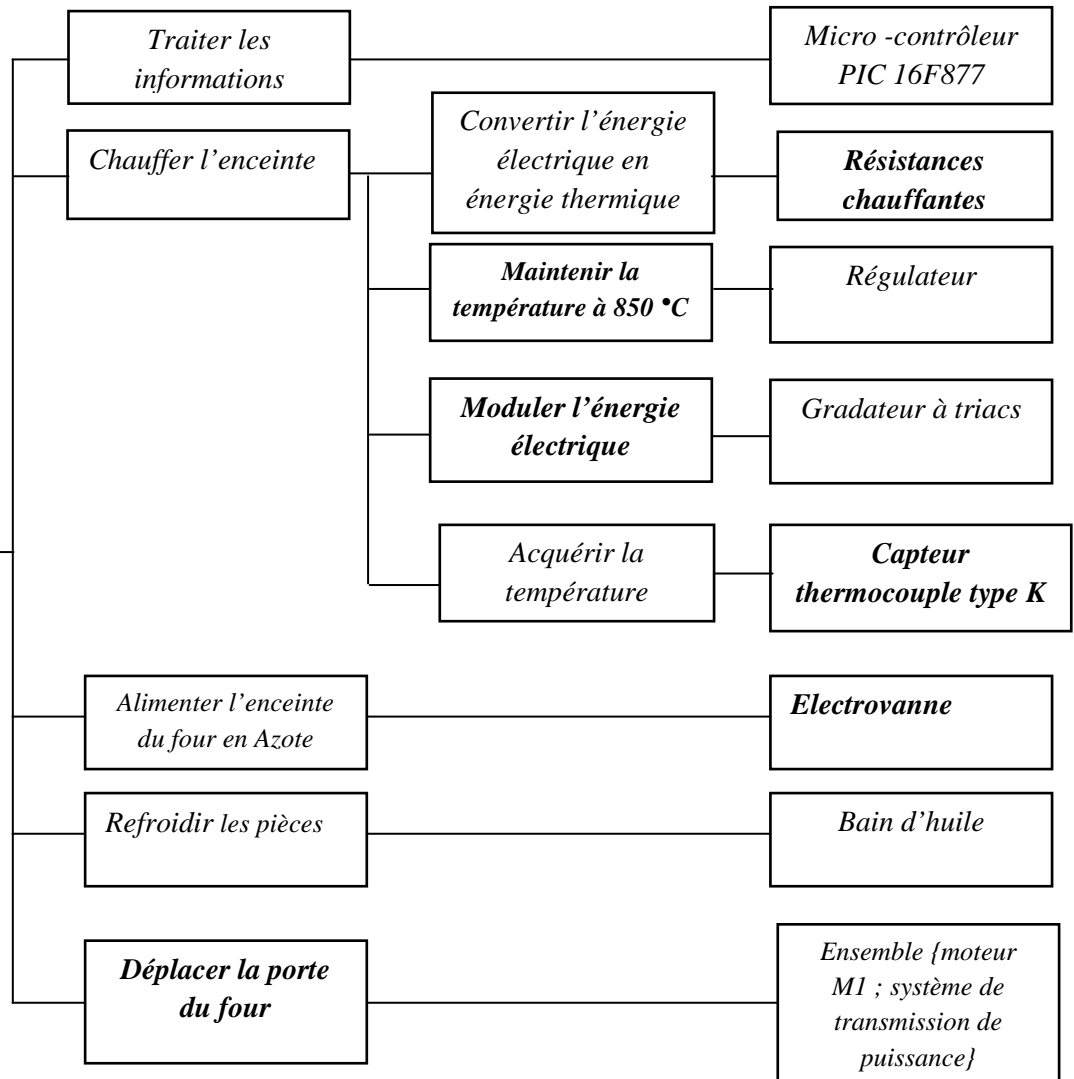 Traiter les
informations
Micro -contrôleur
PIC 16F877
Chauffer l’enceinte
Convertir l’énergie
électrique en
énergie thermique
Résistances
chauffantes
Maintenir la
température à 850 °C
Régulateur
Moduler l’énergie
électrique
Gradateur à triacs
Acquérir la
température
Capteur
thermocouple type K
Alimenter l’enceinte
du four en Azote
Electrovanne
Refroidir les pièces
Bain d’huile
Déplacer la porte
du four
Ensemble {moteur
M1 ; système de
transmission de
puissance}